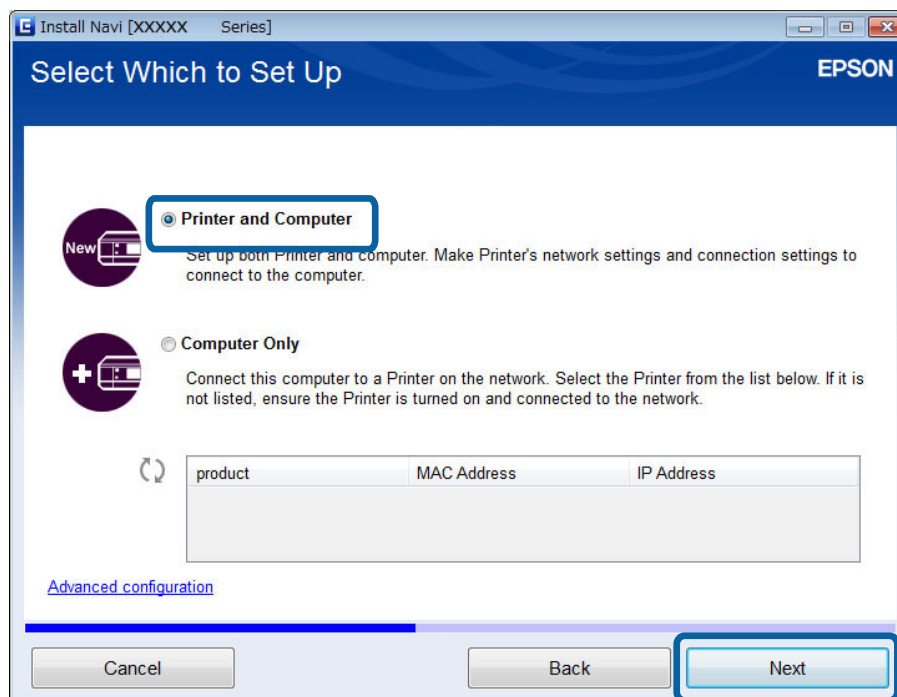 Install Navi [XXXXX Series]
Select Which to Set Up
EPSON
New
Printer and Computer
Set up both Printer and computer. Make Printer's network settings and connection settings to
connect to the computer.
Computer Only
Connect this computer to a Printer on the network. Select the Printer from the list below. If it is
not listed, ensure the Printer is turned on and connected to the network.
product MAC Address IP Address
Advanced configuration
Cancel Back Next